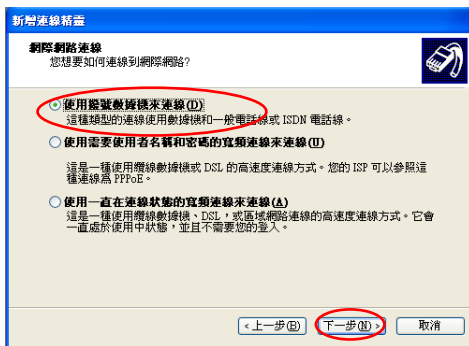 新增連線精靈
網際網路連線
您想要如何連線到網際網路?
使用撥號數據機來連線(D)
這種類型的連線使用數據機和一般電話線或 ISDN 電話線。
使用需要使用者名稱和密碼的寬頻連線來連線(U)
這是一種使用纜線數據機或 DSL 的高速度連線方式。您的 ISP 可以參照這
種連線為 PPPoE。
使用一直在連線狀態的寬頻連線來連線(A)
這是一種使用纜線數據機、DSL，或區域網路連線的高速度連線方式。它會
一直處於使用中狀態，並且不需要您的登入。
<上一步(B) 下一步(N)> 取消